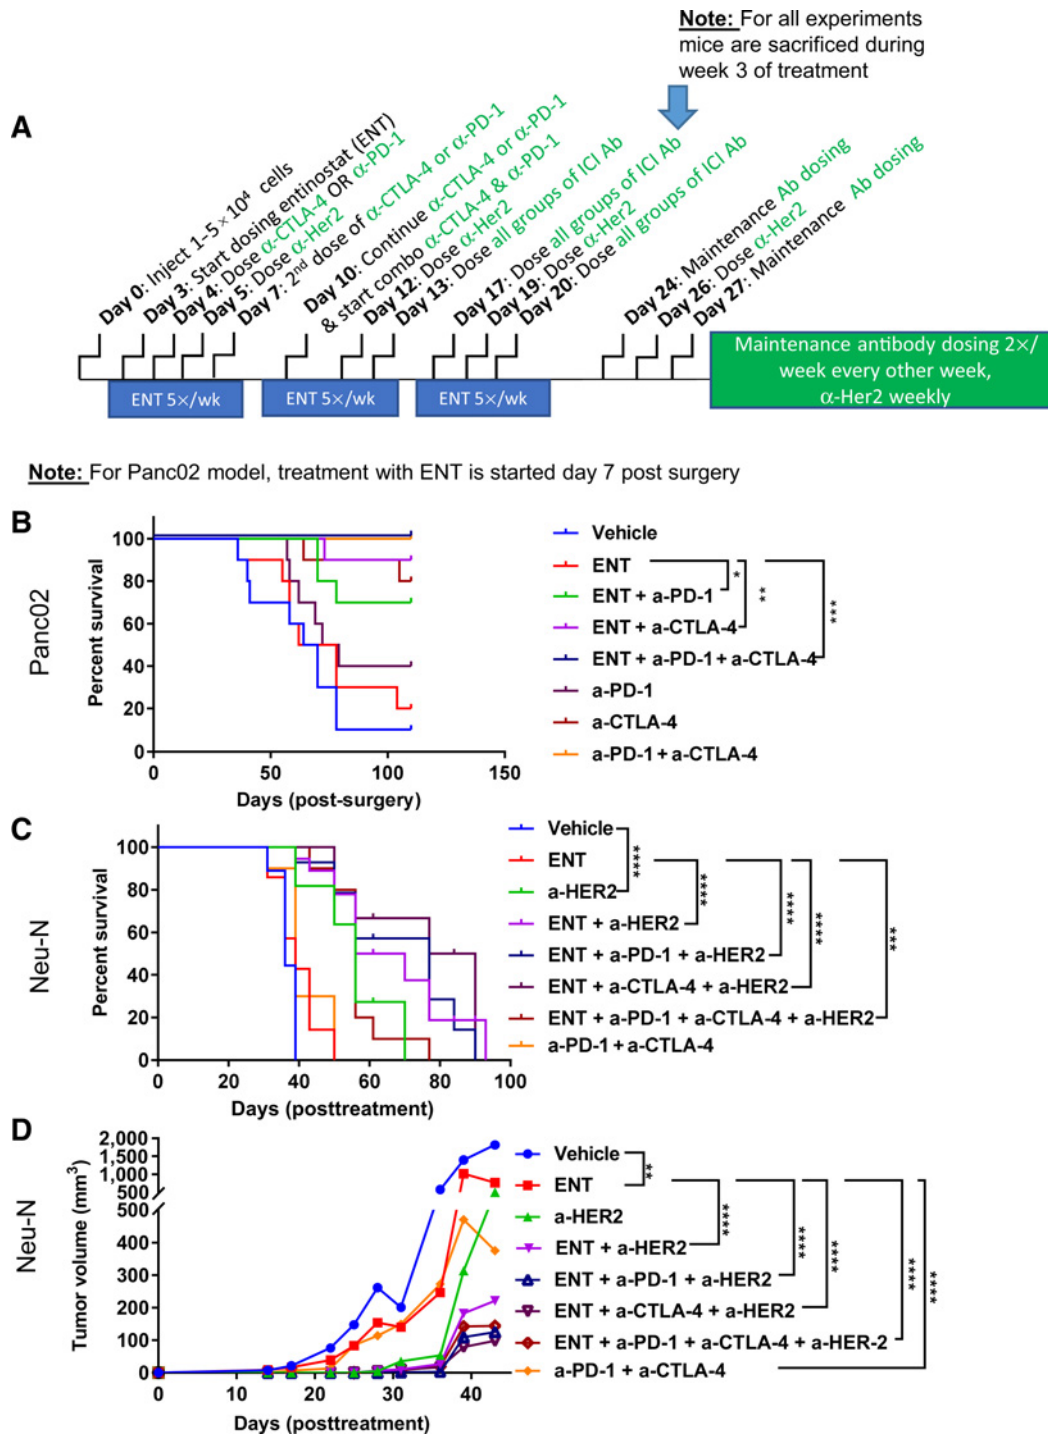 Note: For all experiments
mice are sacrificed during
week 3 of treatment
A
Day 0: Inject 1–5 × 10⁴ cells
Day 3: Start dosing entinostat (ENT)
Day 4: Dose α-CTLA-4 OR α-PD-1
Day 5: Dose α-Her2
Day 7: 2nd dose of α-CTLA-4 or α-PD-1
Day 10: Continue α-CTLA-4 or α-PD-1
& start combo α-CTLA-4 & α-PD-1
Day 12: Dose α-Her2
Day 13: Dose all groups of ICI Ab
Day 17: Dose all groups of ICI Ab
Day 19: Dose α-Her2
Day 20: Dose all groups of ICI Ab
Day 24: Maintenance Ab dosing
Day 26: Dose α-Her2
Day 27: Maintenance Ab dosing
ENT 5×/wk
ENT 5×/wk
ENT 5×/wk
Maintenance antibody dosing 2×/
week every other week,
α-Her2 weekly
Note: For Panc02 model, treatment with ENT is started day 7 post surgery
B
Panc02
Percent survival
100
80
60
40
20
0
0 50 100 150
Days (post-surgery)
Vehicle
ENT
ENT + a-PD-1
ENT + a-CTLA-4
ENT + a-PD-1 + a-CTLA-4
a-PD-1
a-CTLA-4
a-PD-1 + a-CTLA-4
*
**
***
C
Neu-N
Percent survival
100
80
60
40
20
0
0 20 40 60 80 100
Days (posttreatment)
Vehicle
ENT
a-HER2
ENT + a-HER2
ENT + a-PD-1 + a-HER2
ENT + a-CTLA-4 + a-HER2
ENT + a-PD-1 + a-CTLA-4 + a-HER2
a-PD-1 + a-CTLA-4
****
****
****
****
***
D
Neu-N
Tumor volume (mm³)
2,000
1,500
1,000
500
500
400
300
200
100
0
0 10 20 30 40
Days (posttreatment)
Vehicle
ENT
a-HER2
ENT + a-HER2
ENT + a-PD-1 + a-HER2
ENT + a-CTLA-4 + a-HER2
ENT + a-PD-1 + a-CTLA-4 + a-HER-2
a-PD-1 + a-CTLA-4
**
****
****
****
****
****